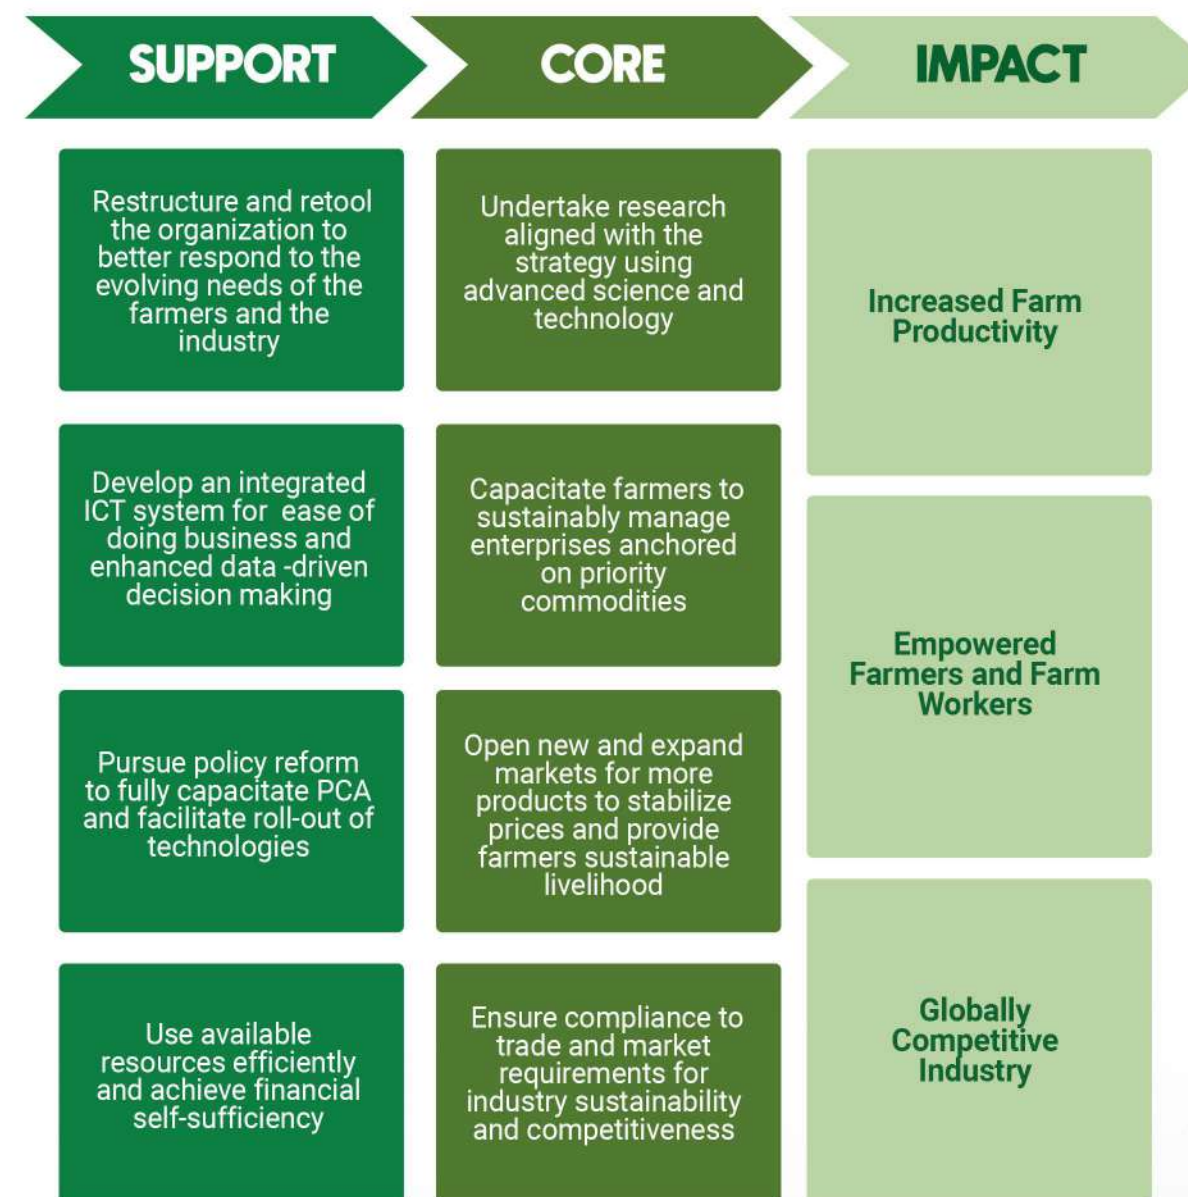 SUPPORT
CORE
IMPACT
Restructure and retool
the organization to
better respond to the
evolving needs of the
farmers and the
industry
Undertake research
aligned with the
strategy using
advanced science and
technology
Increased Farm
Productivity
Develop an integrated
ICT system for ease of
doing business and
enhanced data -driven
decision making
Capacitate farmers to
sustainably manage
enterprises anchored
on priority
commodities
Empowered
Farmers and Farm
Workers
Pursue policy reform
to fully capacitate PCA
and facilitate roll-out of
technologies
Open new and expand
markets for more
products to stabilize
prices and provide
farmers sustainable
livelihood
Globally
Competitive
Industry
Use available
resources efficiently
and achieve financial
self-sufficiency
Ensure compliance to
trade and market
requirements for
industry sustainability
and competitiveness